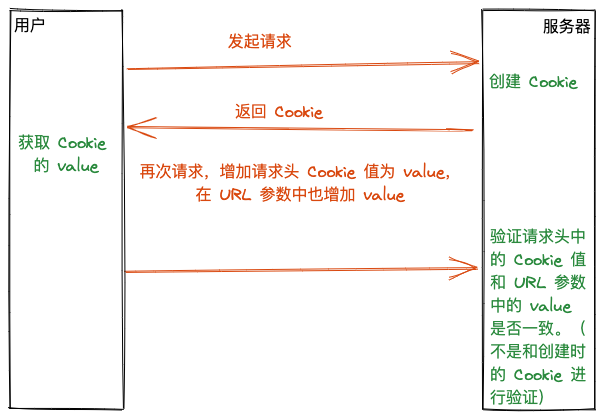 用户
服务器
发起请求
创建 Cookie
返回 Cookie
获取 Cookie
的 value
再次请求，增加请求头 Cookie 值为 value，
在 URL 参数中也增加 value
验证请求头中
的 Cookie 值
和 URL 参数
中的 value
是否一致。（
不是和创建时
的 Cookie 进
行验证）